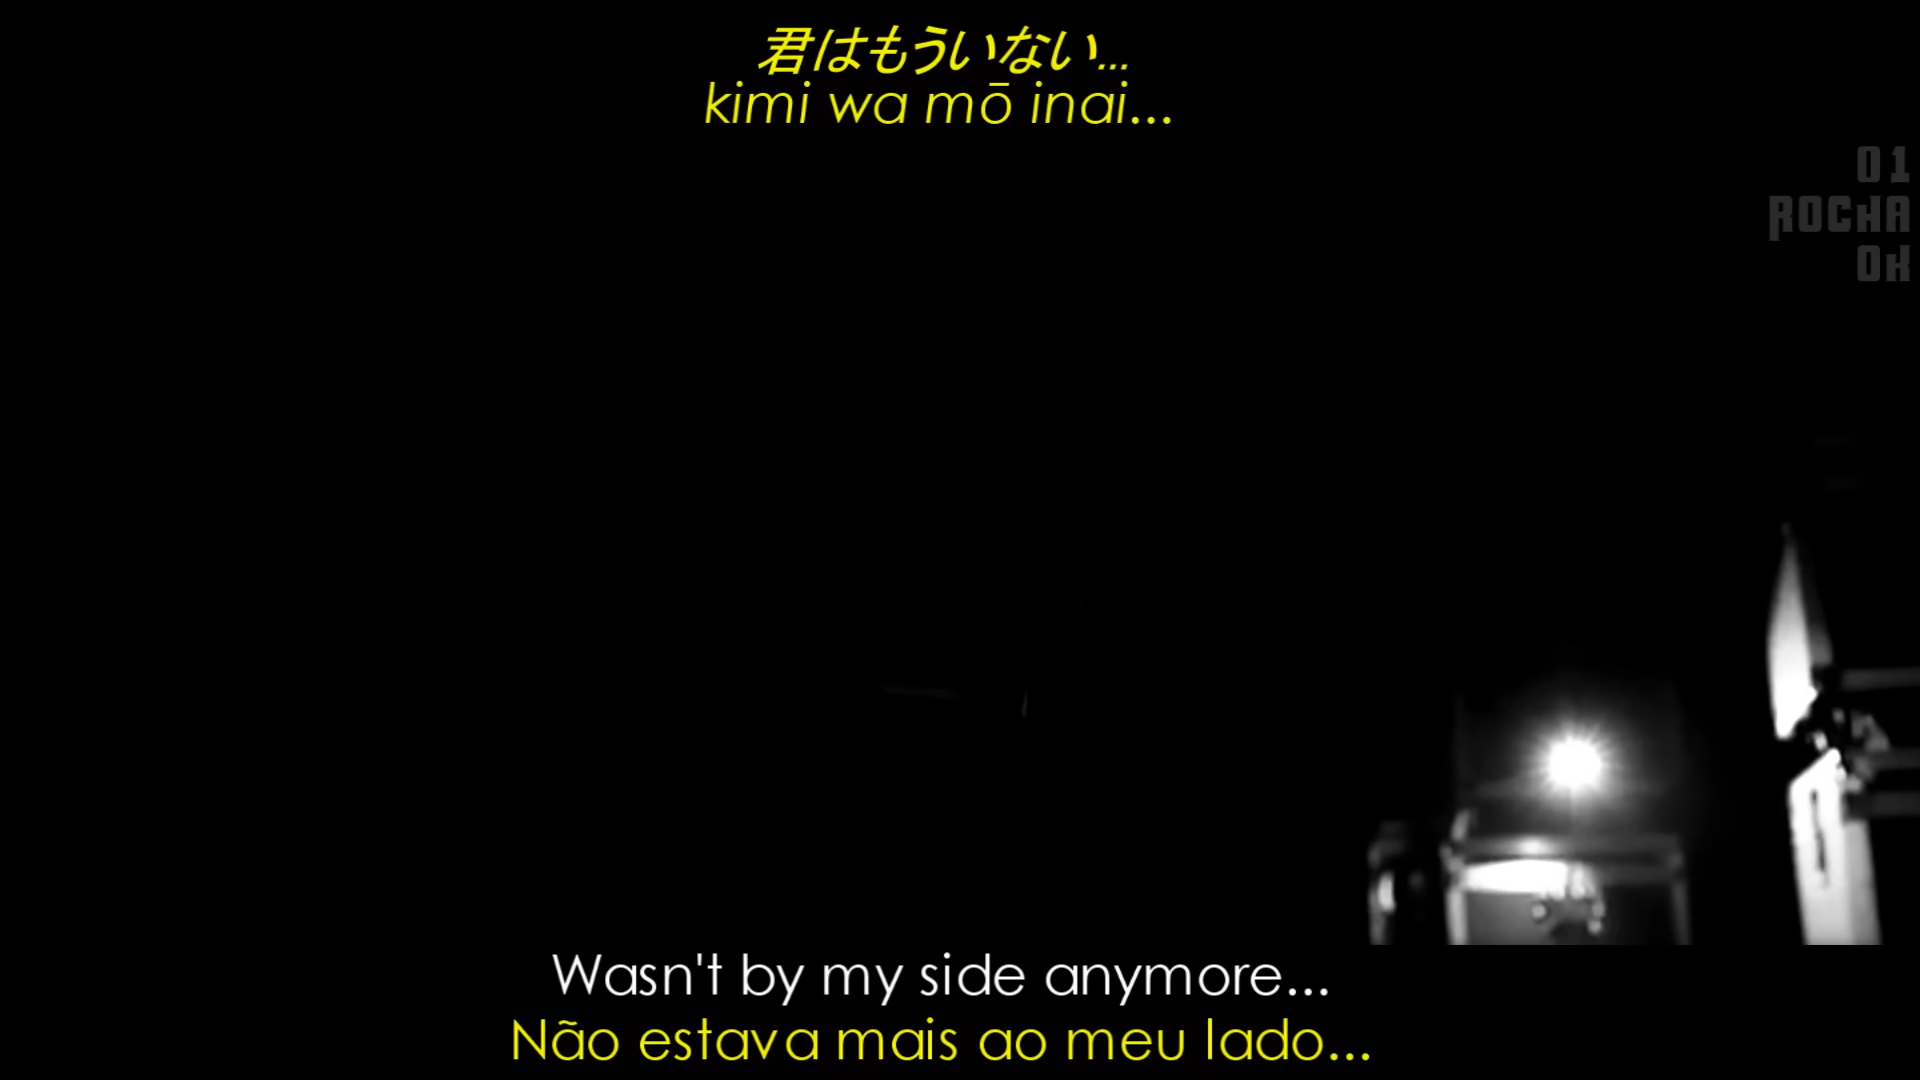 君はもういない...
kimi wa mō inai...
01
ROCHA
OK
Wasn't by my side anymore...
Não estava mais ao meu lado...